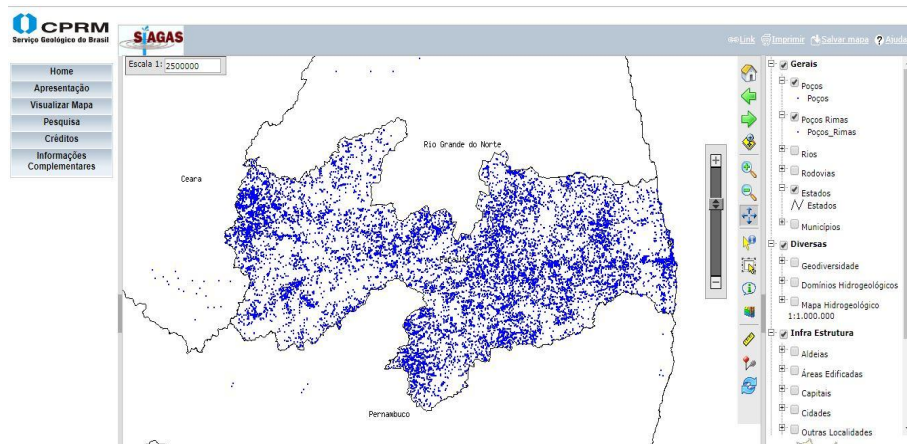 CPRM
Serviço Geológico do Brasil
SIAGAS
Link Imprimir Salvar mapa ? Ajuda
Home
Apresentação
Visualizar Mapa
Pesquisa
Créditos
Informações
Complementares
Escala 1: 2500000
Rio Grande do Norte
Ceara
Pernambuco
Gerais
Poços
Poços
Poços Rimas
Poços_Rimas
Rios
Rodovias
Estados
Estados
Municípios
Diversas
Geodiversidade
Domínios Hidrogeológicos
Mapa Hidrogeológico
1:1.000.000
Infra Estrutura
Aldeias
Áreas Edificadas
Capitais
Cidades
Outras Localidades